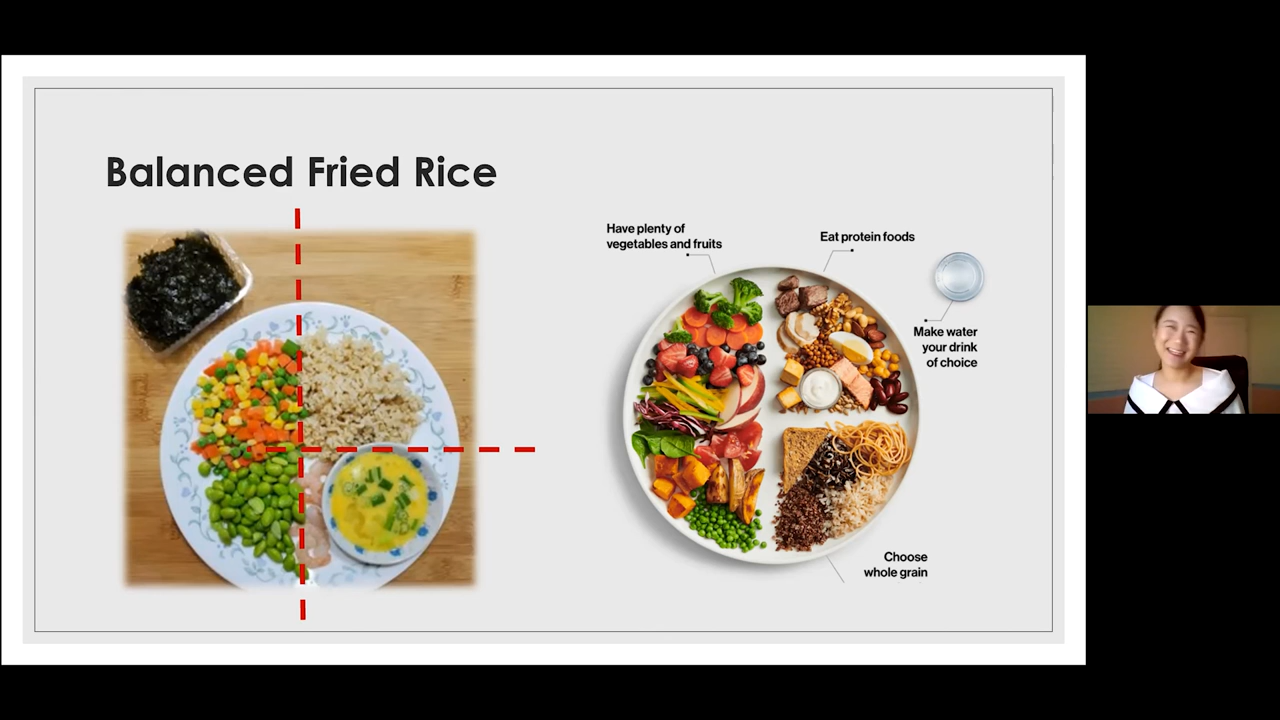 Balanced Fried Rice
Have plenty of
vegetables and fruits
Eat protein foods
Make water
your drink
of choice
Choose
whole grain